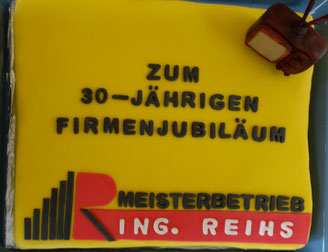 ZUM
30-JÄHRIGEN
FIRMENJUBILÄUM
R MEISTERBETRIEB
ING. REIHS